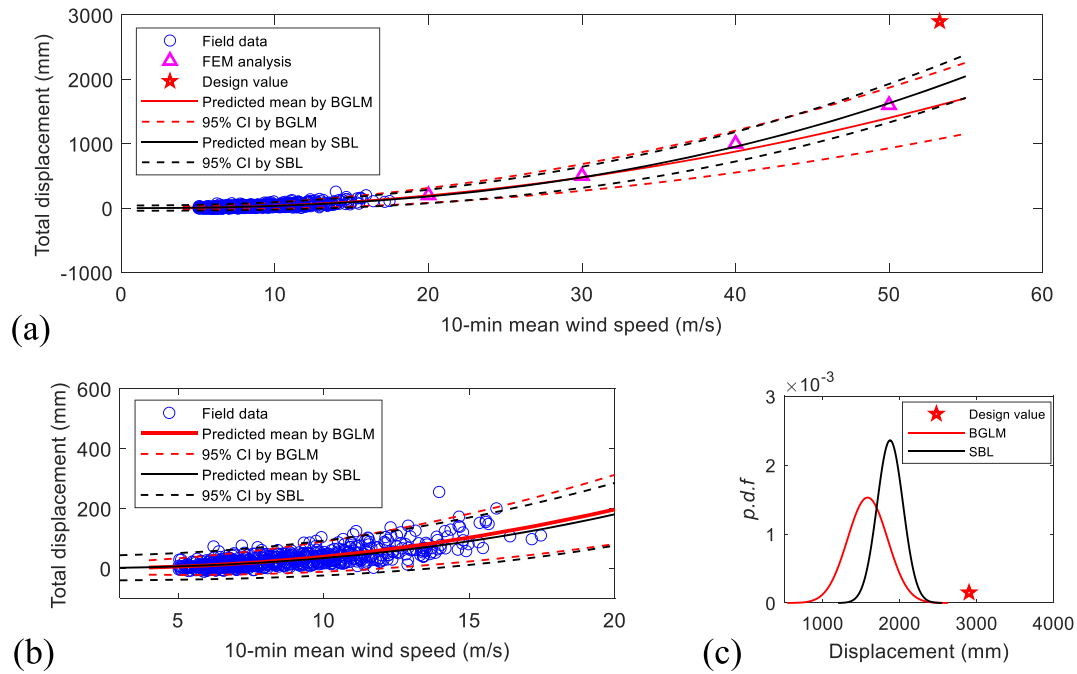 3000
2000
1000
0
-1000
Total displacement (mm)
Field data
FEM analysis
Design value
Predicted mean by BGLM
95% CI by BGLM
Predicted mean by SBL
95% CI by SBL
0 10 20 30 40 50 60
10-min mean wind speed (m/s)
(a)
600
400
200
0
Total displacement (mm)
Field data
Predicted mean by BGLM
95% CI by BGLM
Predicted mean by SBL
95% CI by SBL
5 10 15 20
10-min mean wind speed (m/s)
(b)
×10⁻³
3
2
1
0
p.d.f
Design value
BGLM
SBL
1000 2000 3000 4000
Displacement (mm)
(c)